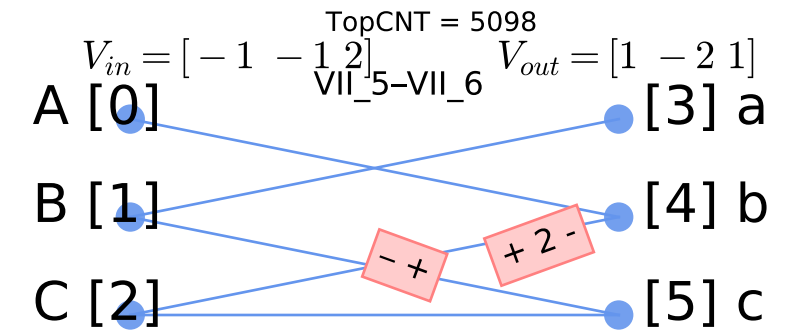 TopCNT = 5098
V_in = [ − 1 − 1 2] V_out = [1 − 2 1]
VII_5–VII_6
A [0] [3] a
B [1] [4] b
+ 2 -
− +
C [2] [5] c